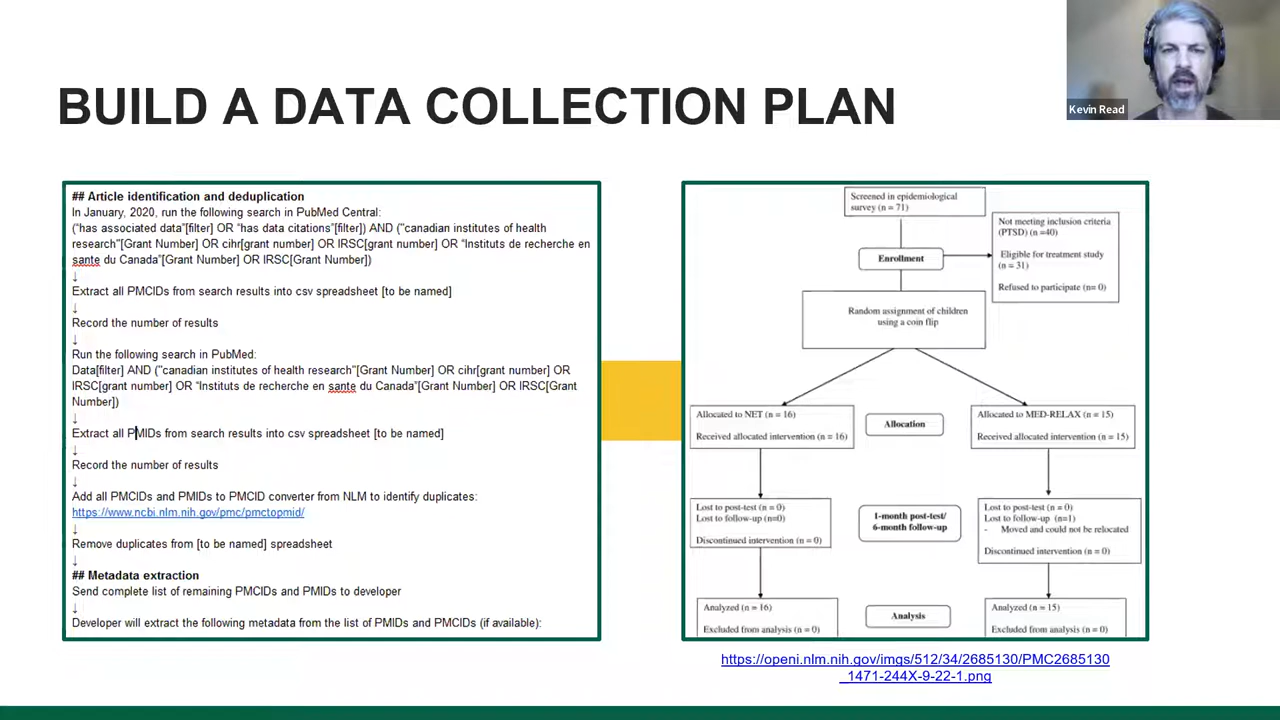 Kevin Read
BUILD A DATA COLLECTION PLAN
## Article identification and deduplication
In January, 2020, run the following search in PubMed Central:
("has associated data"[filter] OR "has data citations"[filter]) AND ("canadian institutes of health
research"[Grant Number] OR cihr[grant number] OR IRSC[grant number] OR "Instituts de recherche en
sante du Canada"[Grant Number] OR IRSC[Grant Number])
↓
Extract all PMCIDs from search results into csv spreadsheet [to be named]
↓
Record the number of results
↓
Run the following search in PubMed:
Data[filter] AND ("canadian institutes of health research"[Grant Number] OR cihr[grant number] OR
IRSC[grant number] OR "Instituts de recherche en sante du Canada"[Grant Number] OR IRSC[Grant
Number])
↓
Extract all PMIDs from search results into csv spreadsheet [to be named]
↓
Record the number of results
↓
Add all PMCIDs and PMIDs to PMCID converter from NLM to identify duplicates:
https://www.ncbi.nlm.nih.gov/pmc/pmctopmid/
↓
Remove duplicates from [to be named] spreadsheet
↓
## Metadata extraction
Send complete list of remaining PMCIDs and PMIDs to developer
↓
Developer will extract the following metadata from the list of PMIDs and PMCIDs (if available):
Screened in epidemiological
survey (n = 71)
Not meeting inclusion criteria
(PTSD) (n =40)
Eligible for treatment study
(n = 31)
Refused to participate (n= 0)
Enrollment
Random assignment of children
using a coin flip
Allocated to NET (n = 16)
Received allocated intervention (n = 16)
Allocation
Allocated to MED-RELAX (n = 15)
Received allocated intervention (n = 15)
Lost to post-test (n = 0)
Lost to follow-up (n=0)
Discontinued intervention (n = 0)
1-month post-test/
6-month follow-up
Lost to post-test (n = 0)
Lost to follow-up (n=1)
- Moved and could not be relocated
Discontinued intervention (n = 0)
Analyzed (n = 16)
Excluded from analysis (n = 0)
Analysis
Analyzed (n = 15)
Excluded from analysis (n = 0)
https://openi.nlm.nih.gov/imgs/512/34/2685130/PMC2685130
_1471-244X-9-22-1.png